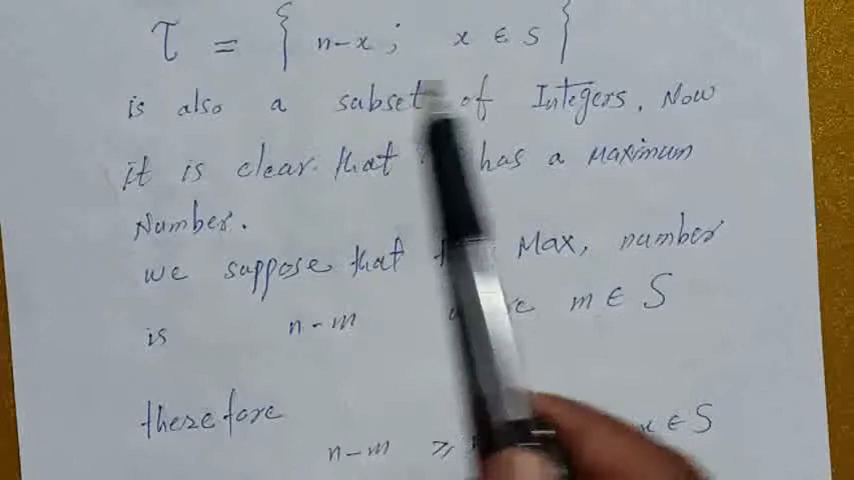 τ = { n-x ; x ∈ S }
is also a subset of Integers. Now
it is clear that has a Maximum
Number.
we suppose that Max, number
is n-m m ∈ S
therefore
n-m ≥ x ∈ S